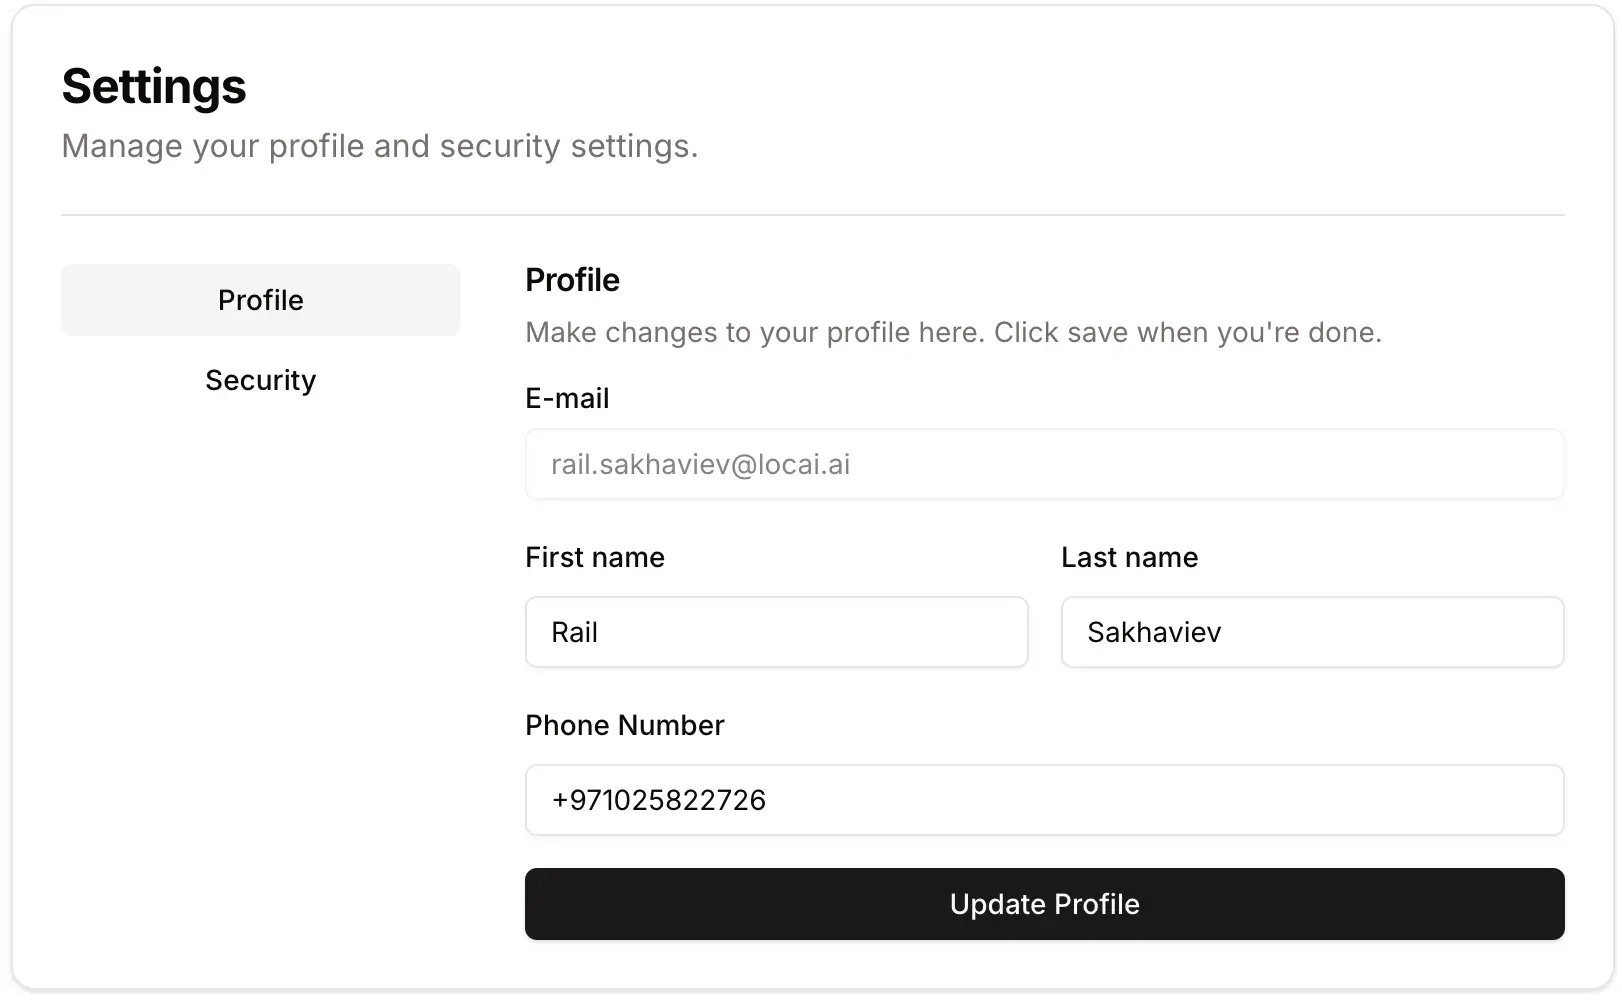 Settings
Manage your profile and security settings.
Profile
Security
Profile
Make changes to your profile here. Click save when you're done.
E-mail
rail.sakhaviev@locai.ai
First name
Last name
Rail
Sakhaviev
Phone Number
+971025822726
Update Profile